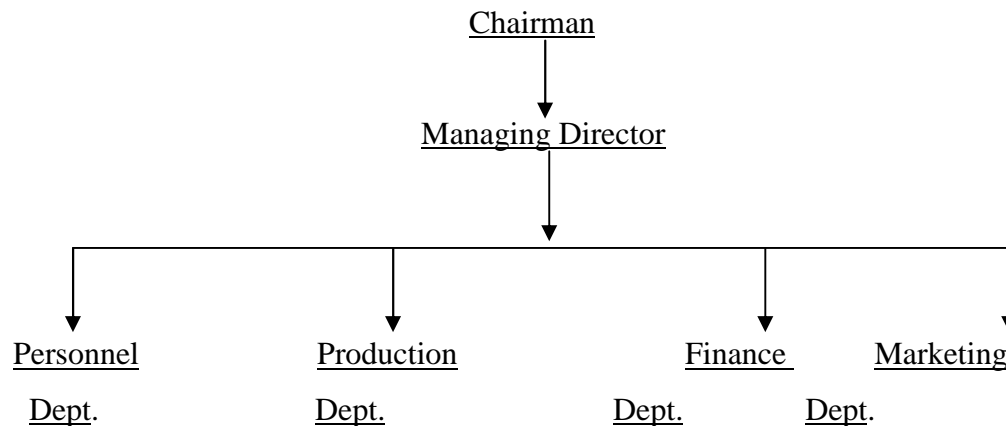 Chairman
Managing Director
Personnel Production Finance Marketing
Dept. Dept. Dept. Dept.